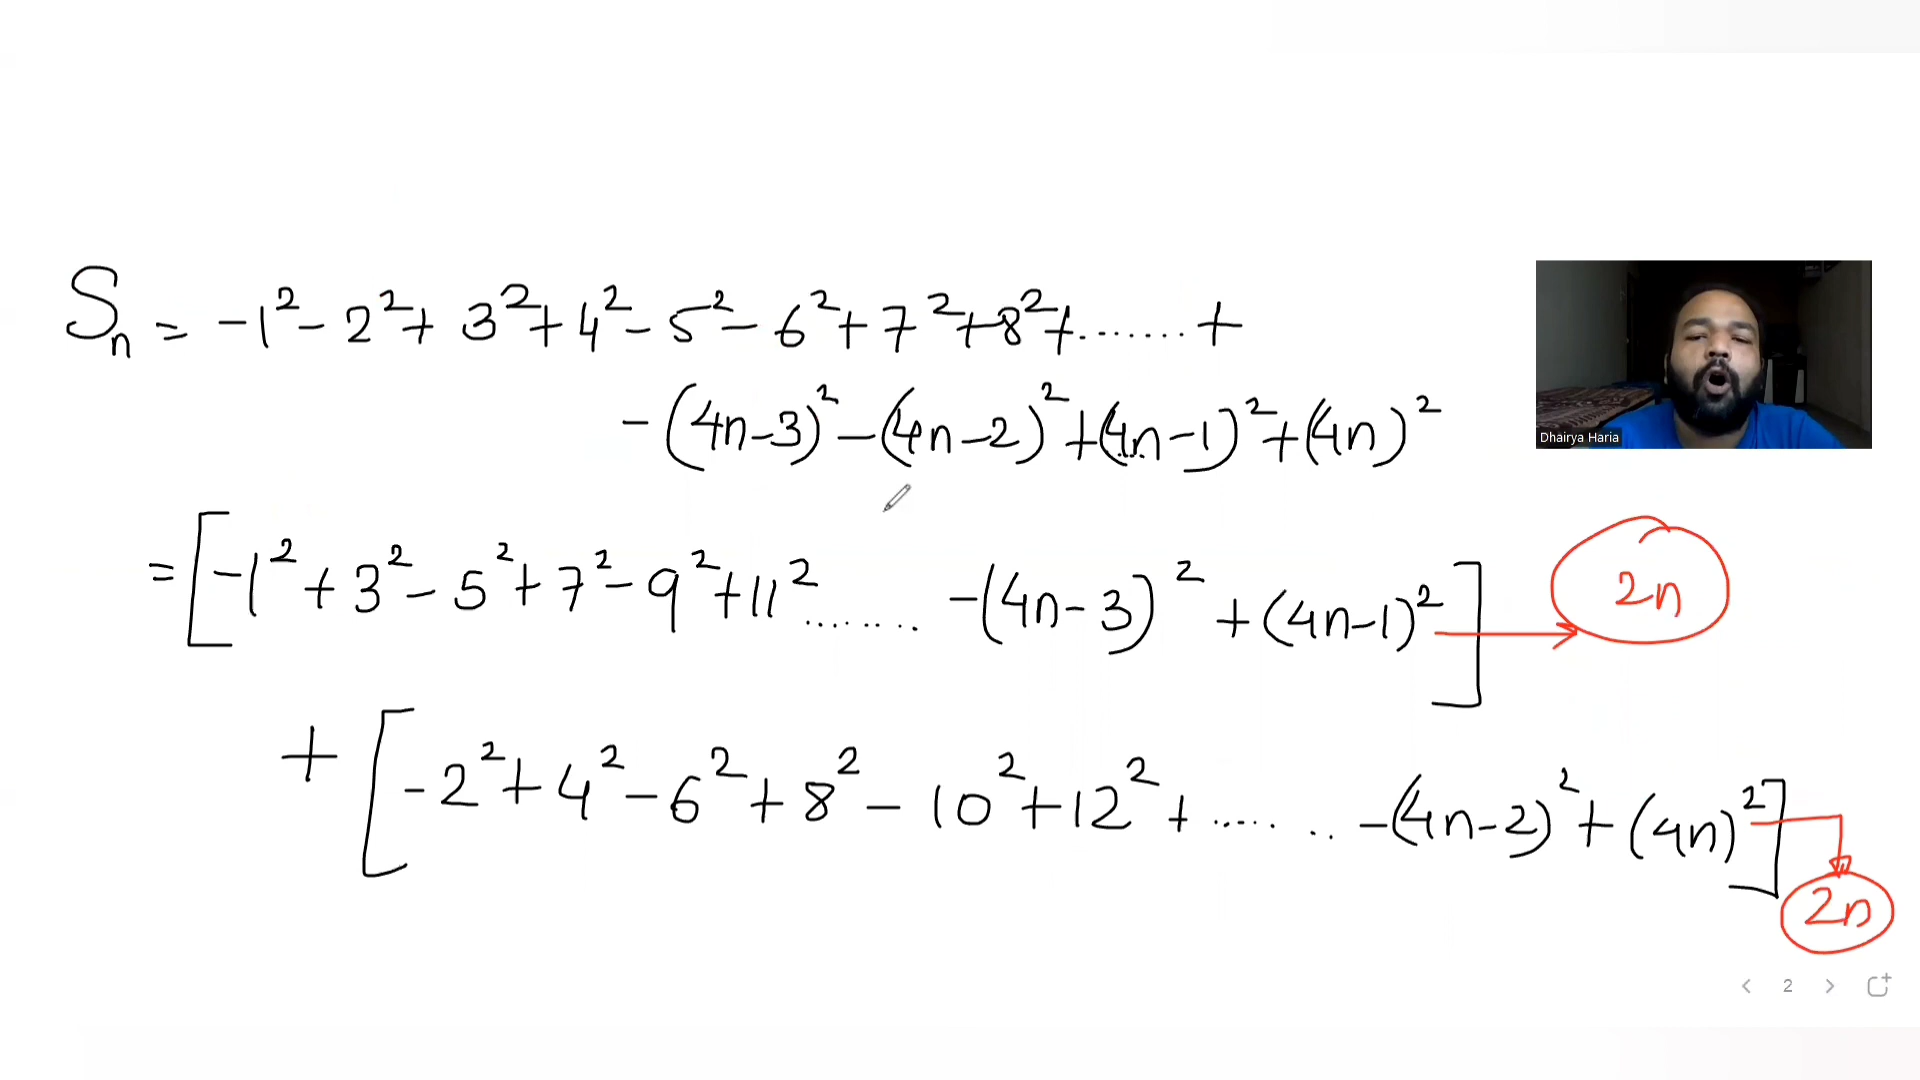 Sₙ = -1² - 2² + 3² + 4² - 5² - 6² + 7² + 8² + ....... +
-(4n-3)² - (4n-2)² + (4n-1)² + (4n)²
Dhairya Haria
= [-1² + 3² - 5² + 7² - 9² + 11² ........ -(4n-3)² + (4n-1)²] → 2n
+ [-2² + 4² - 6² + 8² - 10² + 12² + ..... .. -(4n-2)² + (4n)²]
2n
< 2 >